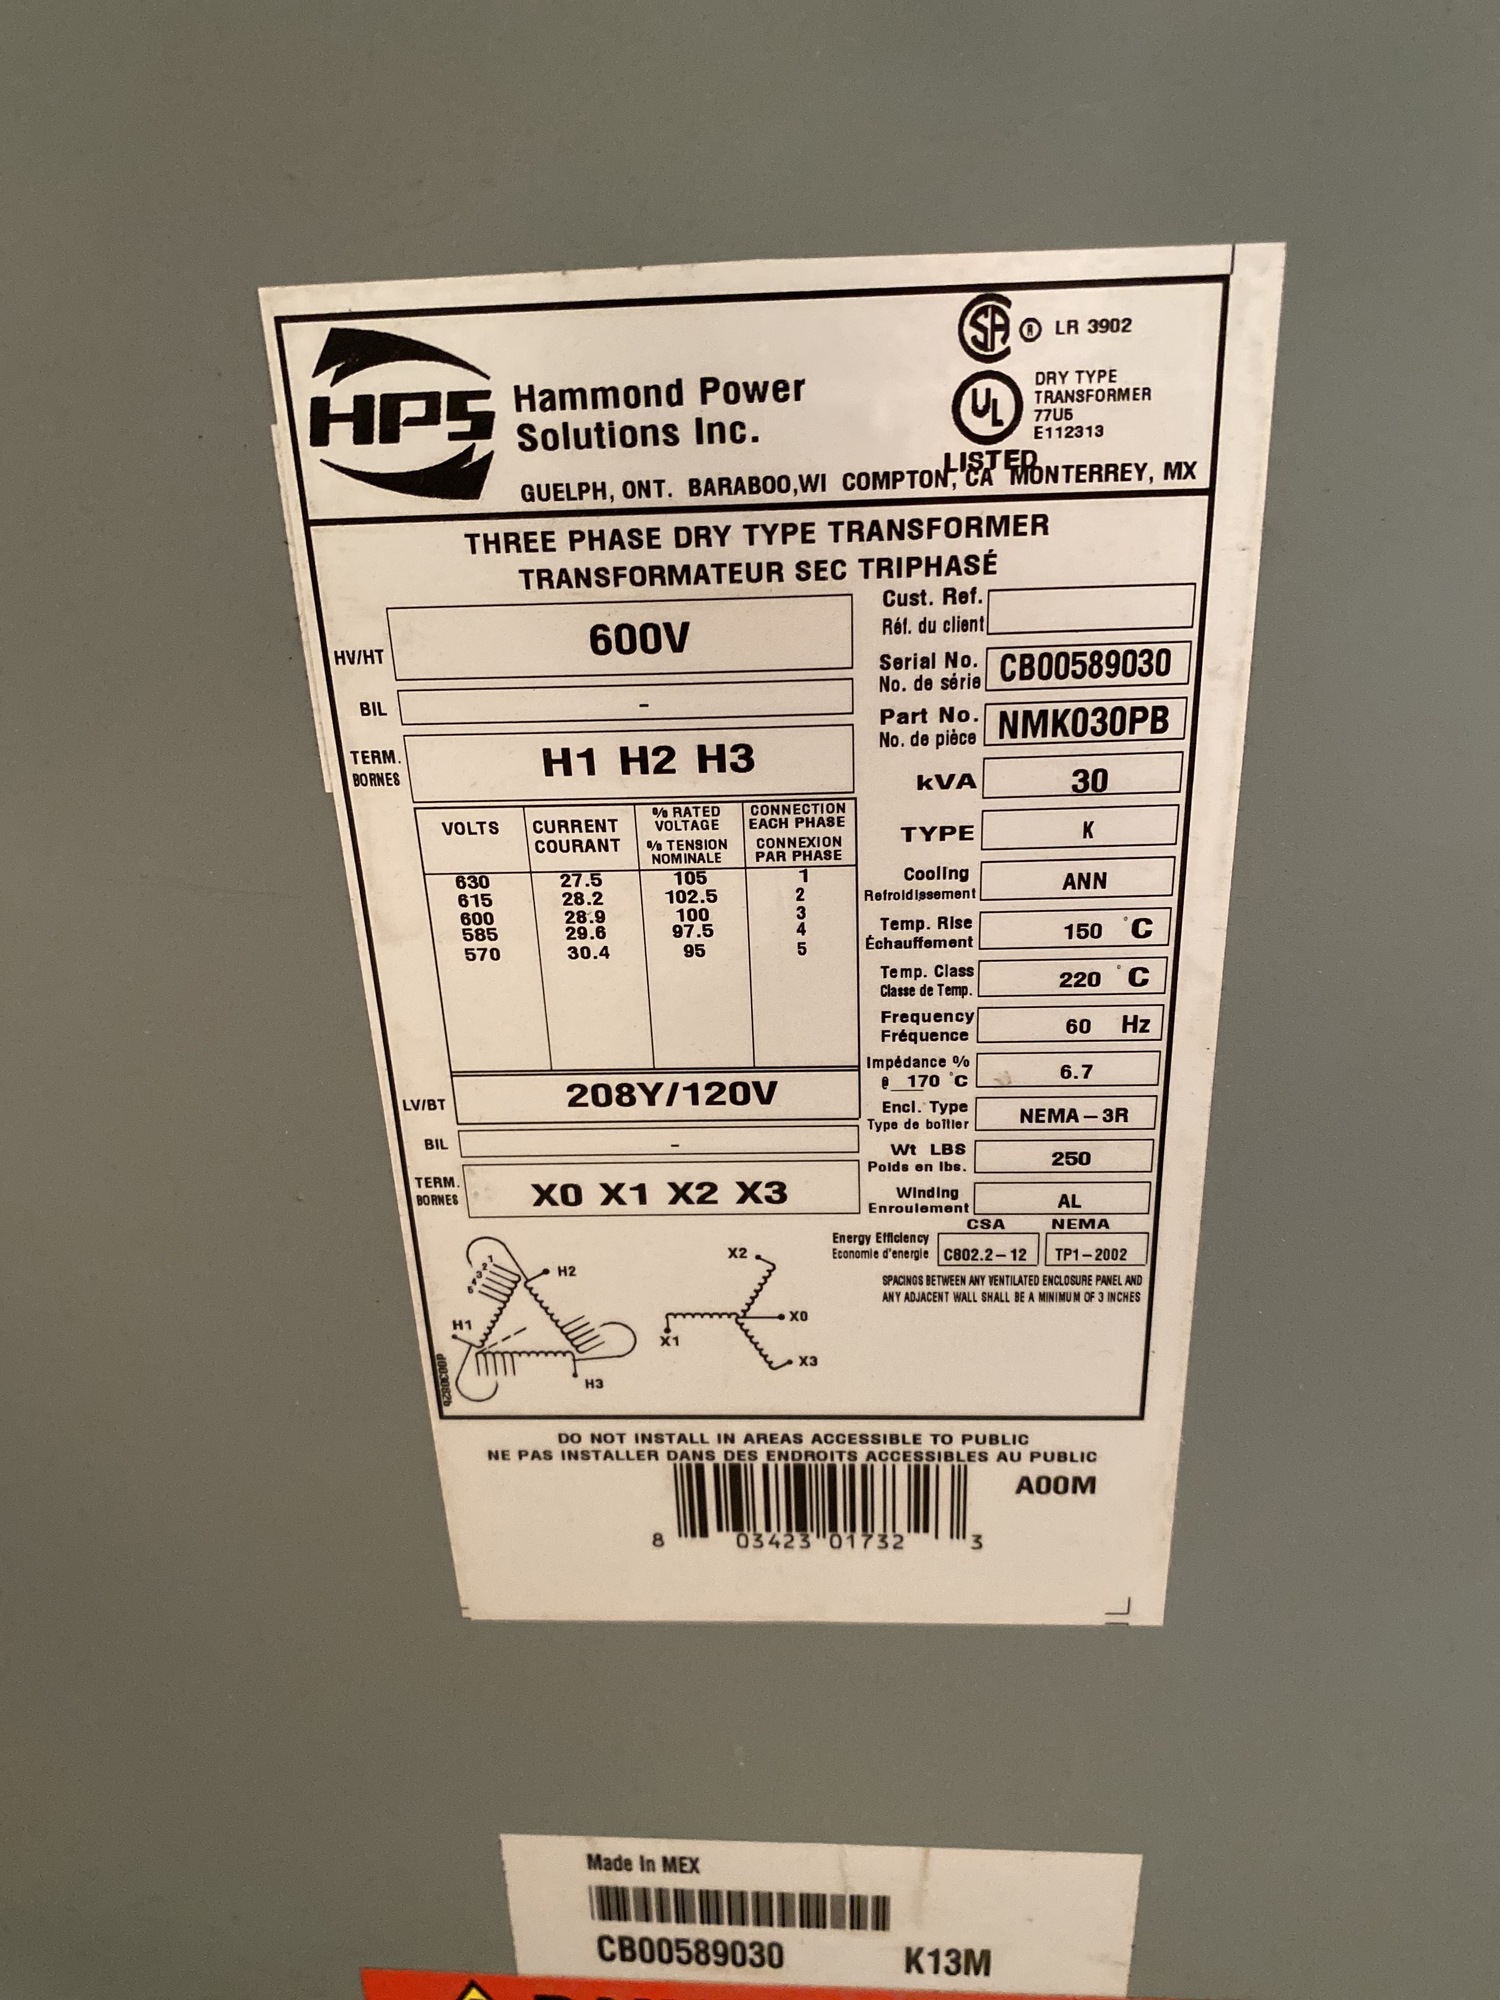 SA ® LR 3902
HPS Hammond Power
Solutions Inc.
UL
DRY TYPE
TRANSFORMER
77U5
E112313
LISTED
GUELPH, ONT. BARABOO,WI COMPTON, CA MONTERREY, MX
THREE PHASE DRY TYPE TRANSFORMER
TRANSFORMATEUR SEC TRIPHASÉ
HV/HT 600V
BIL -
TERM.
BORNES
H1 H2 H3
VOLTS
CURRENT
COURANT
% RATED
VOLTAGE
% TENSION
NOMINALE
CONNECTION
EACH PHASE
CONNEXION
PAR PHASE
630 27.5 105 1
615 28.2 102.5 2
600 28.9 100 3
585 29.6 97.5 4
570 30.4 95 5
LV/BT 208Y/120V
BIL -
TERM.
BORNES
X0 X1 X2 X3
Cust. Ref.
Réf. du client
Serial No.
No. de série
CB00589030
Part No.
No. de pièce
NMK030PB
kVA 30
TYPE K
Cooling
Refroidissement
ANN
Temp. Rise
Échauffement
150 °C
Temp. Class
Classe de Temp.
220 °C
Frequency
Fréquence
60 Hz
Impédance %
@ 170 °C
6.7
Encl. Type
Type de boîtier
NEMA-3R
Wt LBS
Poids en lbs.
250
Winding
Enroulement
AL
CSA NEMA
Energy Efficiency
Economie d'energie
C802.2-12 TP1-2002
SPACINGS BETWEEN ANY VENTILATED ENCLOSURE PANEL AND
ANY ADJACENT WALL SHALL BE A MINIMUM OF 3 INCHES
1
2
3
4
5
H2
H1
H3
X2
X0
X1
X3
DO NOT INSTALL IN AREAS ACCESSIBLE TO PUBLIC
NE PAS INSTALLER DANS DES ENDROITS ACCESSIBLES AU PUBLIC
A00M
8 03423 01732 3
Made In MEX
CB00589030 K13M